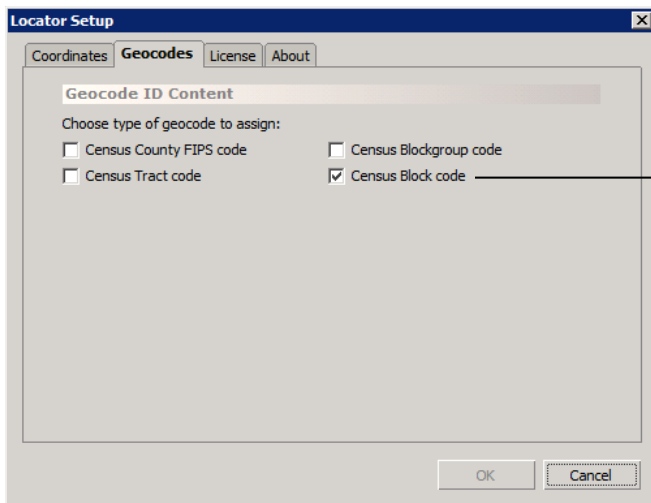 Locator Setup
Coordinates Geocodes License About
Geocode ID Content
Choose type of geocode to assign:
Census County FIPS code Census Blockgroup code
Census Tract code Census Block code
OK Cancel